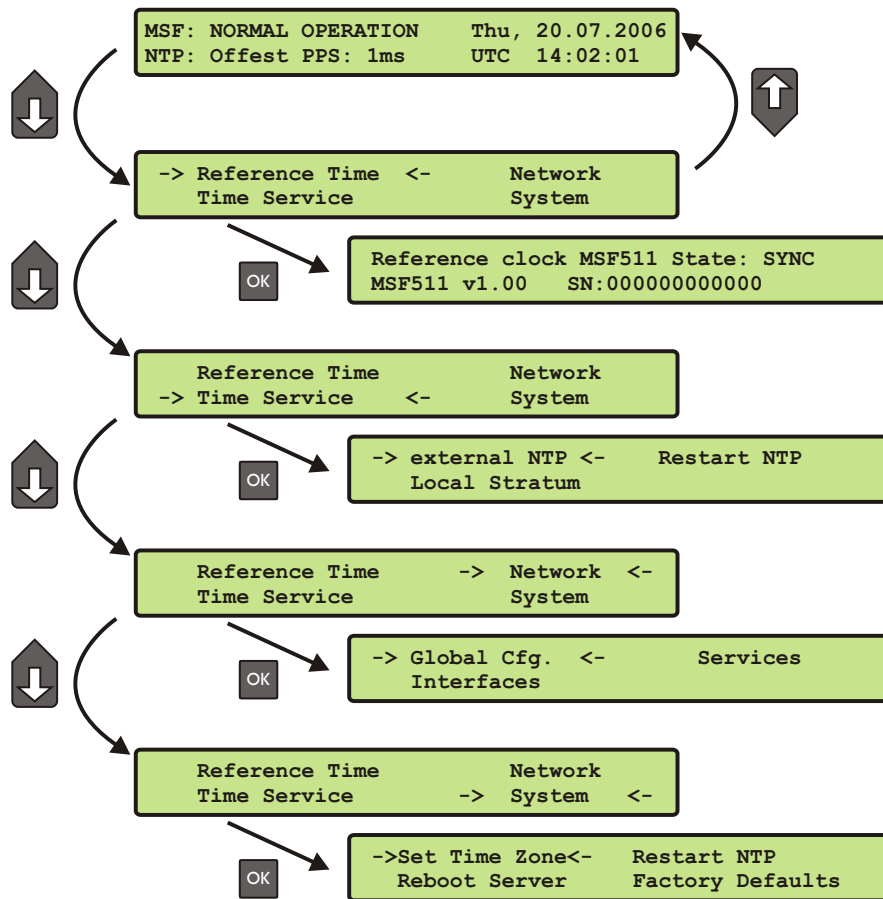 MSF: NORMAL OPERATION Thu, 20.07.2006
NTP: Offest PPS: 1ms UTC 14:02:01
-> Reference Time <- Network
Time Service System
OK
Reference clock MSF511 State: SYNC
MSF511 v1.00 SN:000000000000
Reference Time Network
-> Time Service <- System
OK
-> external NTP <- Restart NTP
Local Stratum
Reference Time -> Network <-
Time Service System
OK
-> Global Cfg. <- Services
Interfaces
Reference Time Network
Time Service -> System <-
OK
->Set Time Zone<- Restart NTP
Reboot Server Factory Defaults